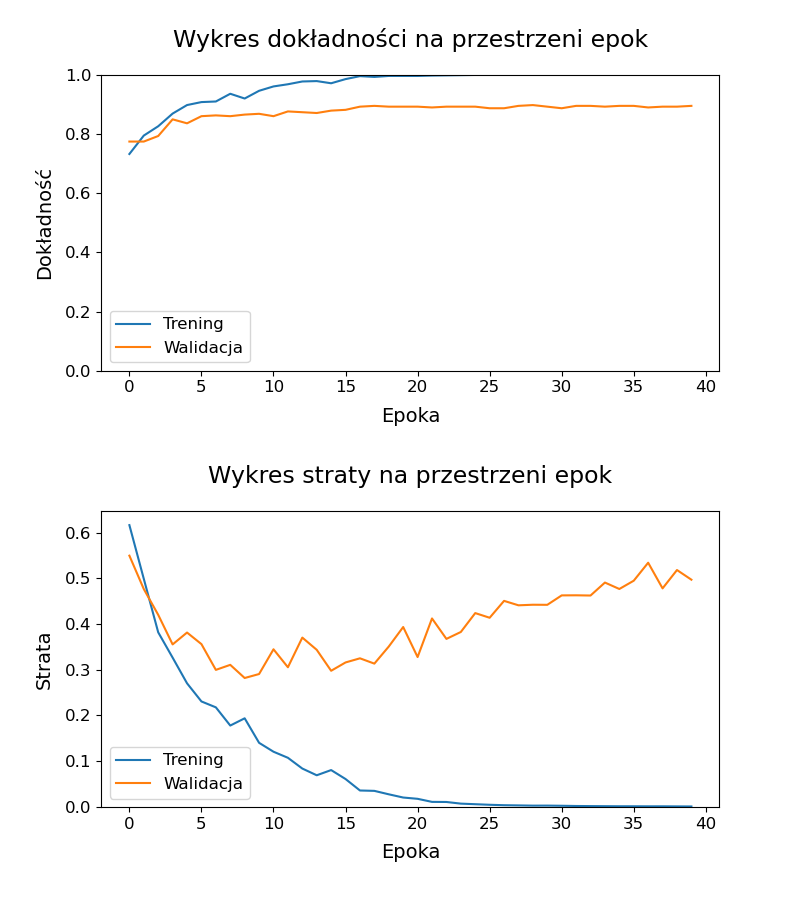 Wykres dokładności na przestrzeni epok
1.0
0.8
0.6
0.4
0.2
0.0
Dokładność
Trening
Walidacja
0 5 10 15 20 25 30 35 40
Epoka
Wykres straty na przestrzeni epok
0.6
0.5
0.4
0.3
0.2
0.1
0.0
Strata
Trening
Walidacja
0 5 10 15 20 25 30 35 40
Epoka